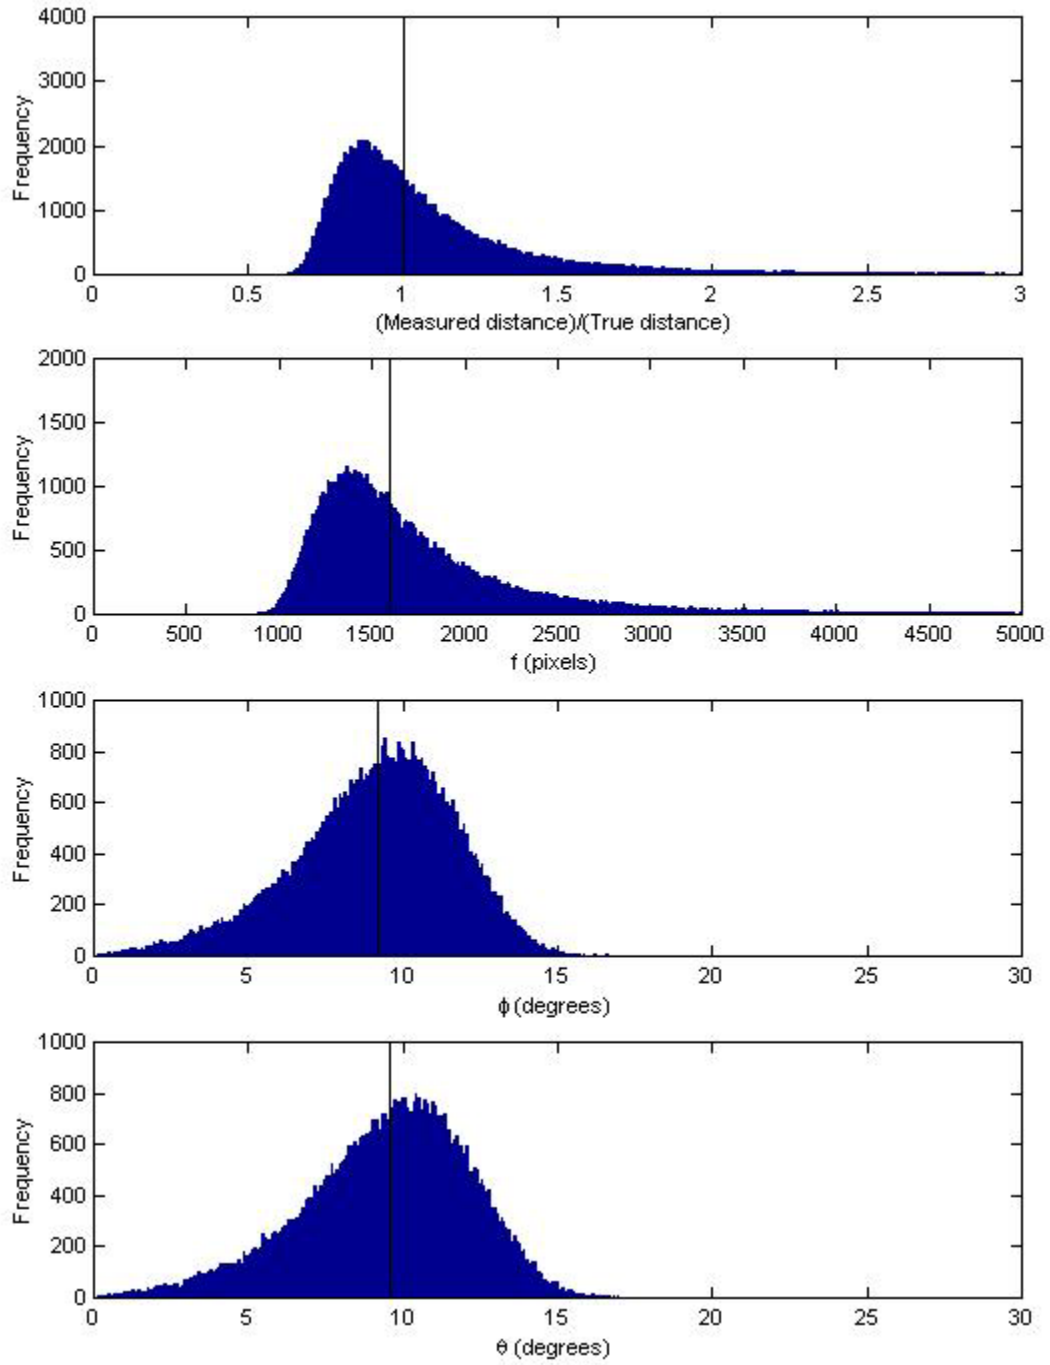 4000
3000
2000
1000
0
Frequency
0 0.5 1 1.5 2 2.5 3
(Measured distance)/(True distance)
2000
1500
1000
500
0
Frequency
0 500 1000 1500 2000 2500 3000 3500 4000 4500 5000
f (pixels)
1000
800
600
400
200
0
Frequency
0 5 10 15 20 25 30
ϕ (degrees)
1000
800
600
400
200
0
Frequency
0 5 10 15 20 25 30
θ (degrees)